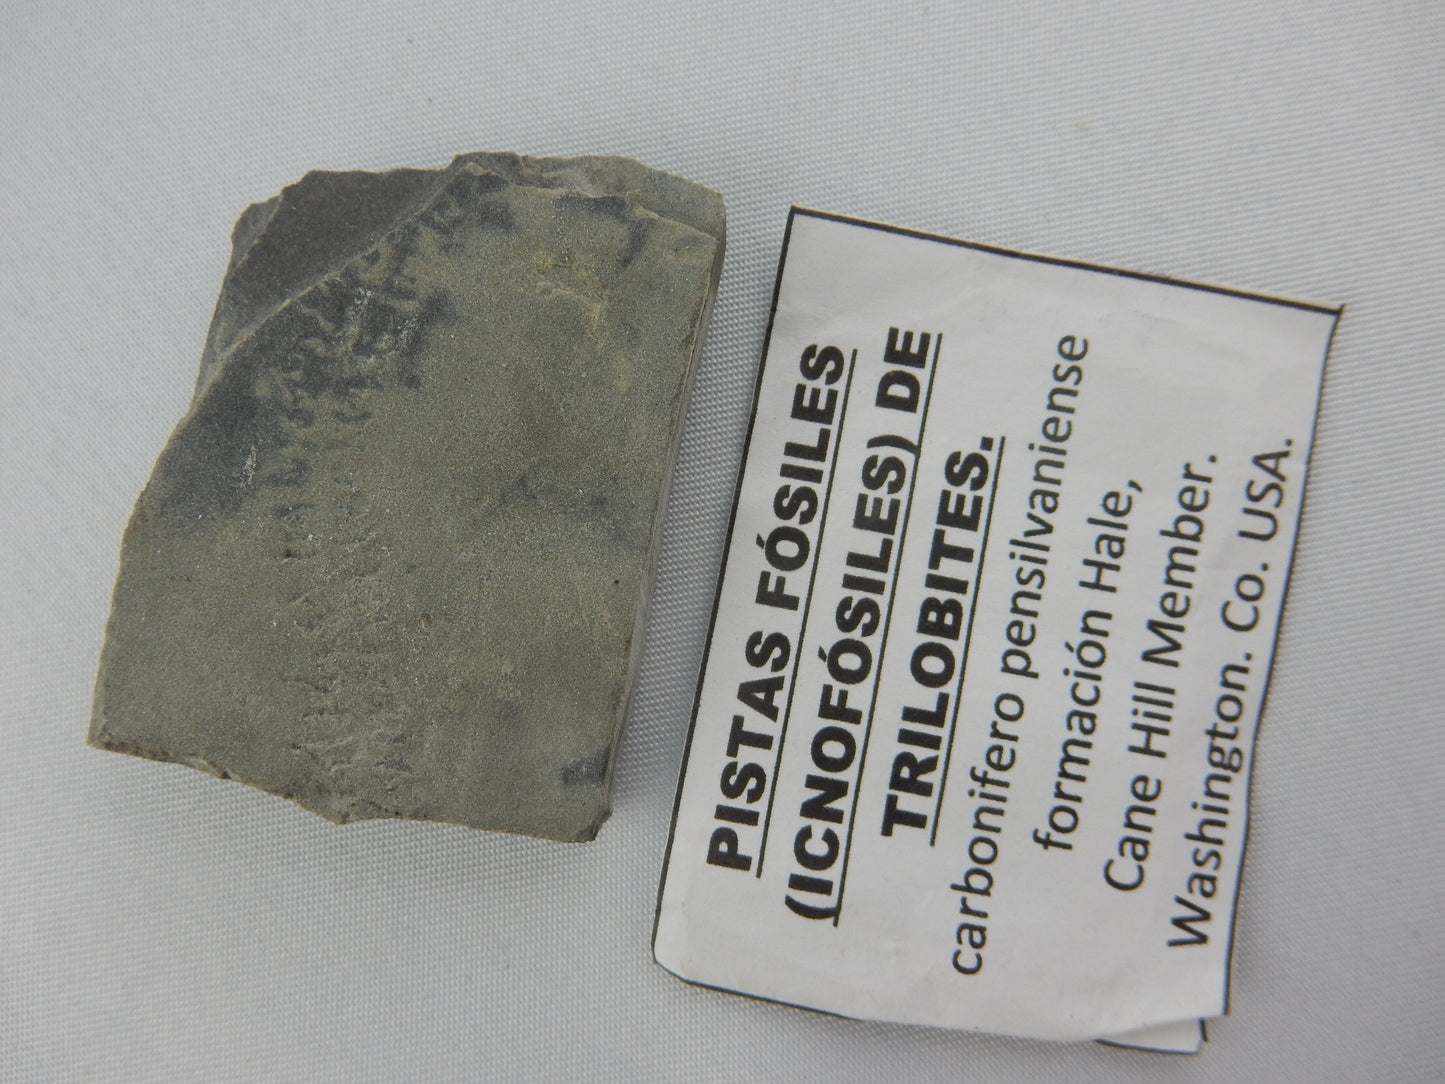 PISTAS FÓSILES
(ICNOFÓSILES) DE
TRILOBITES.
carbonifero pensilvaniense
formación Hale,
Cane Hill Member.
Washington. Co. USA.